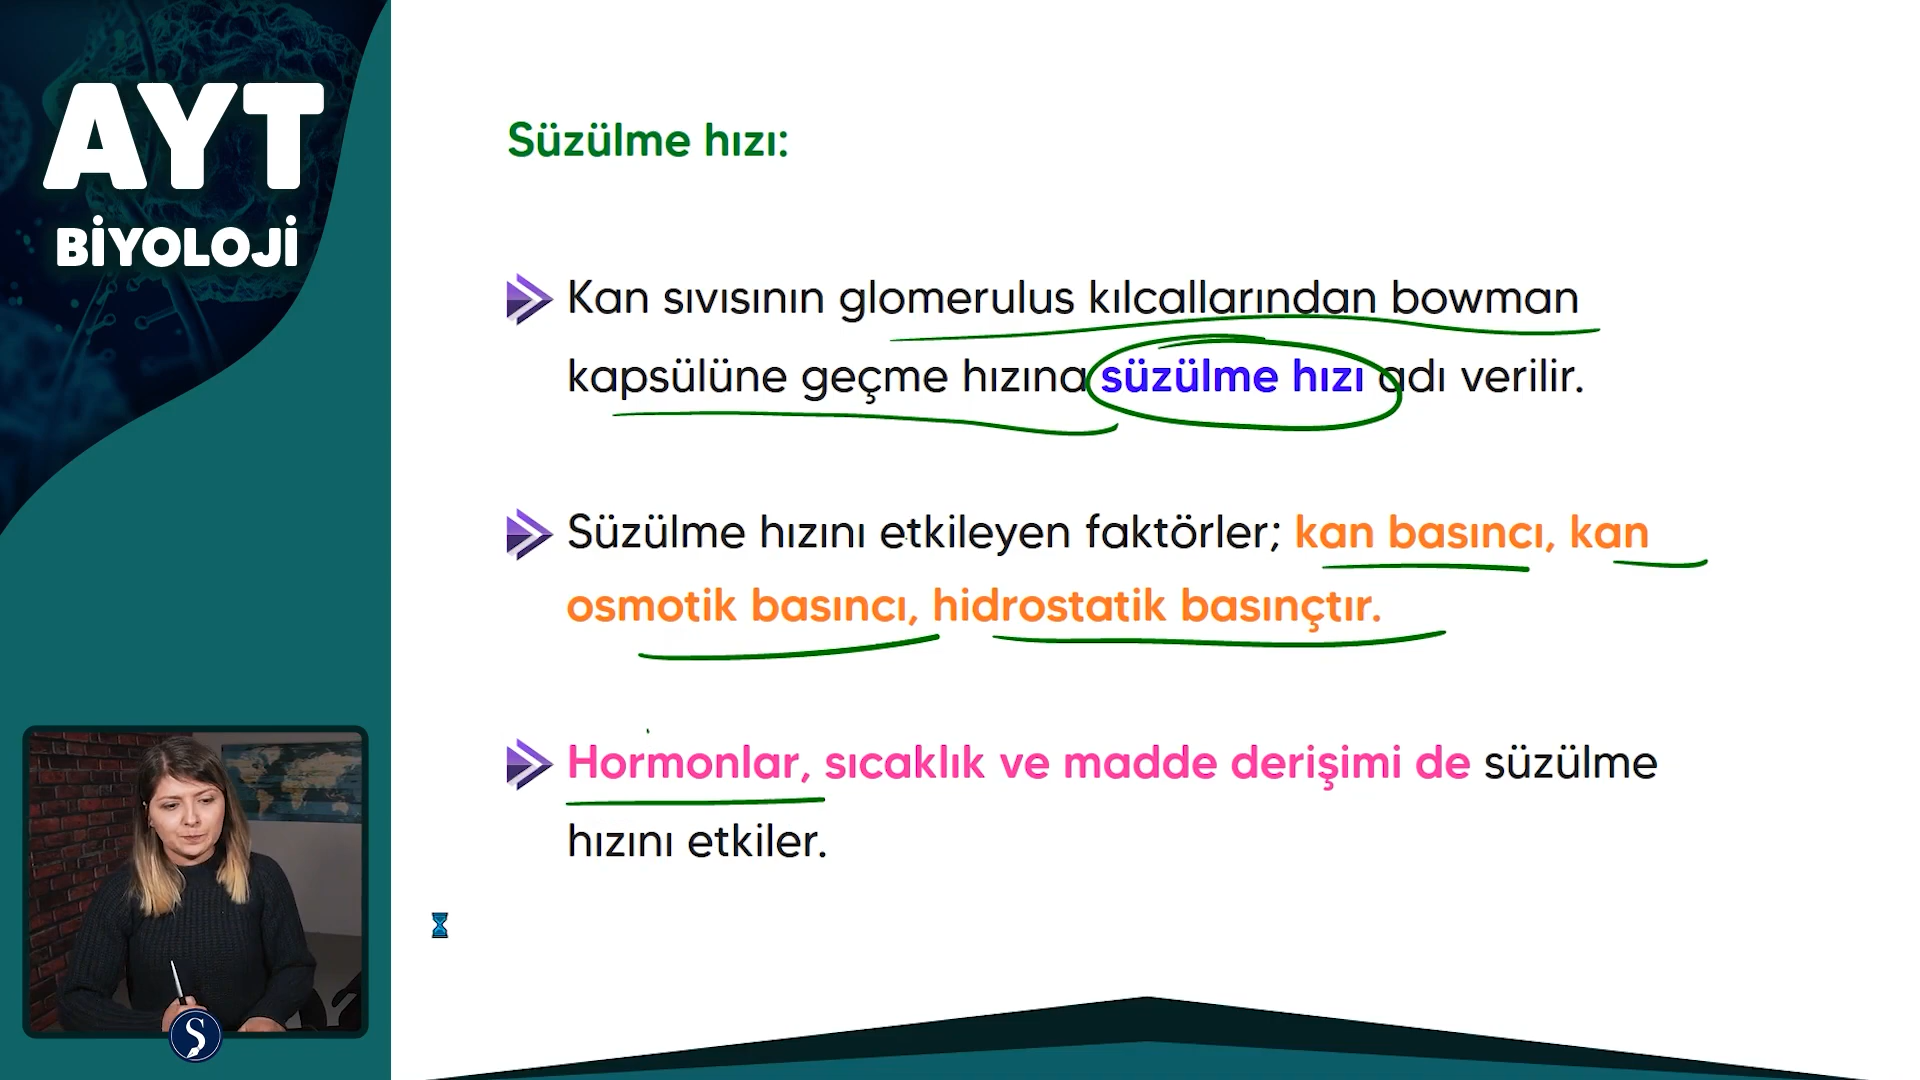 AYT
BİYOLOJİ
Süzülme hızı:
Kan sıvısının glomerulus kılcallarından bowman
kapsülüne geçme hızına süzülme hızı adı verilir.
Süzülme hızını etkileyen faktörler; kan basıncı, kan
osmotik basıncı, hidrostatik basınçtır.
Hormonlar, sıcaklık ve madde derişimi de süzülme
hızını etkiler.
S